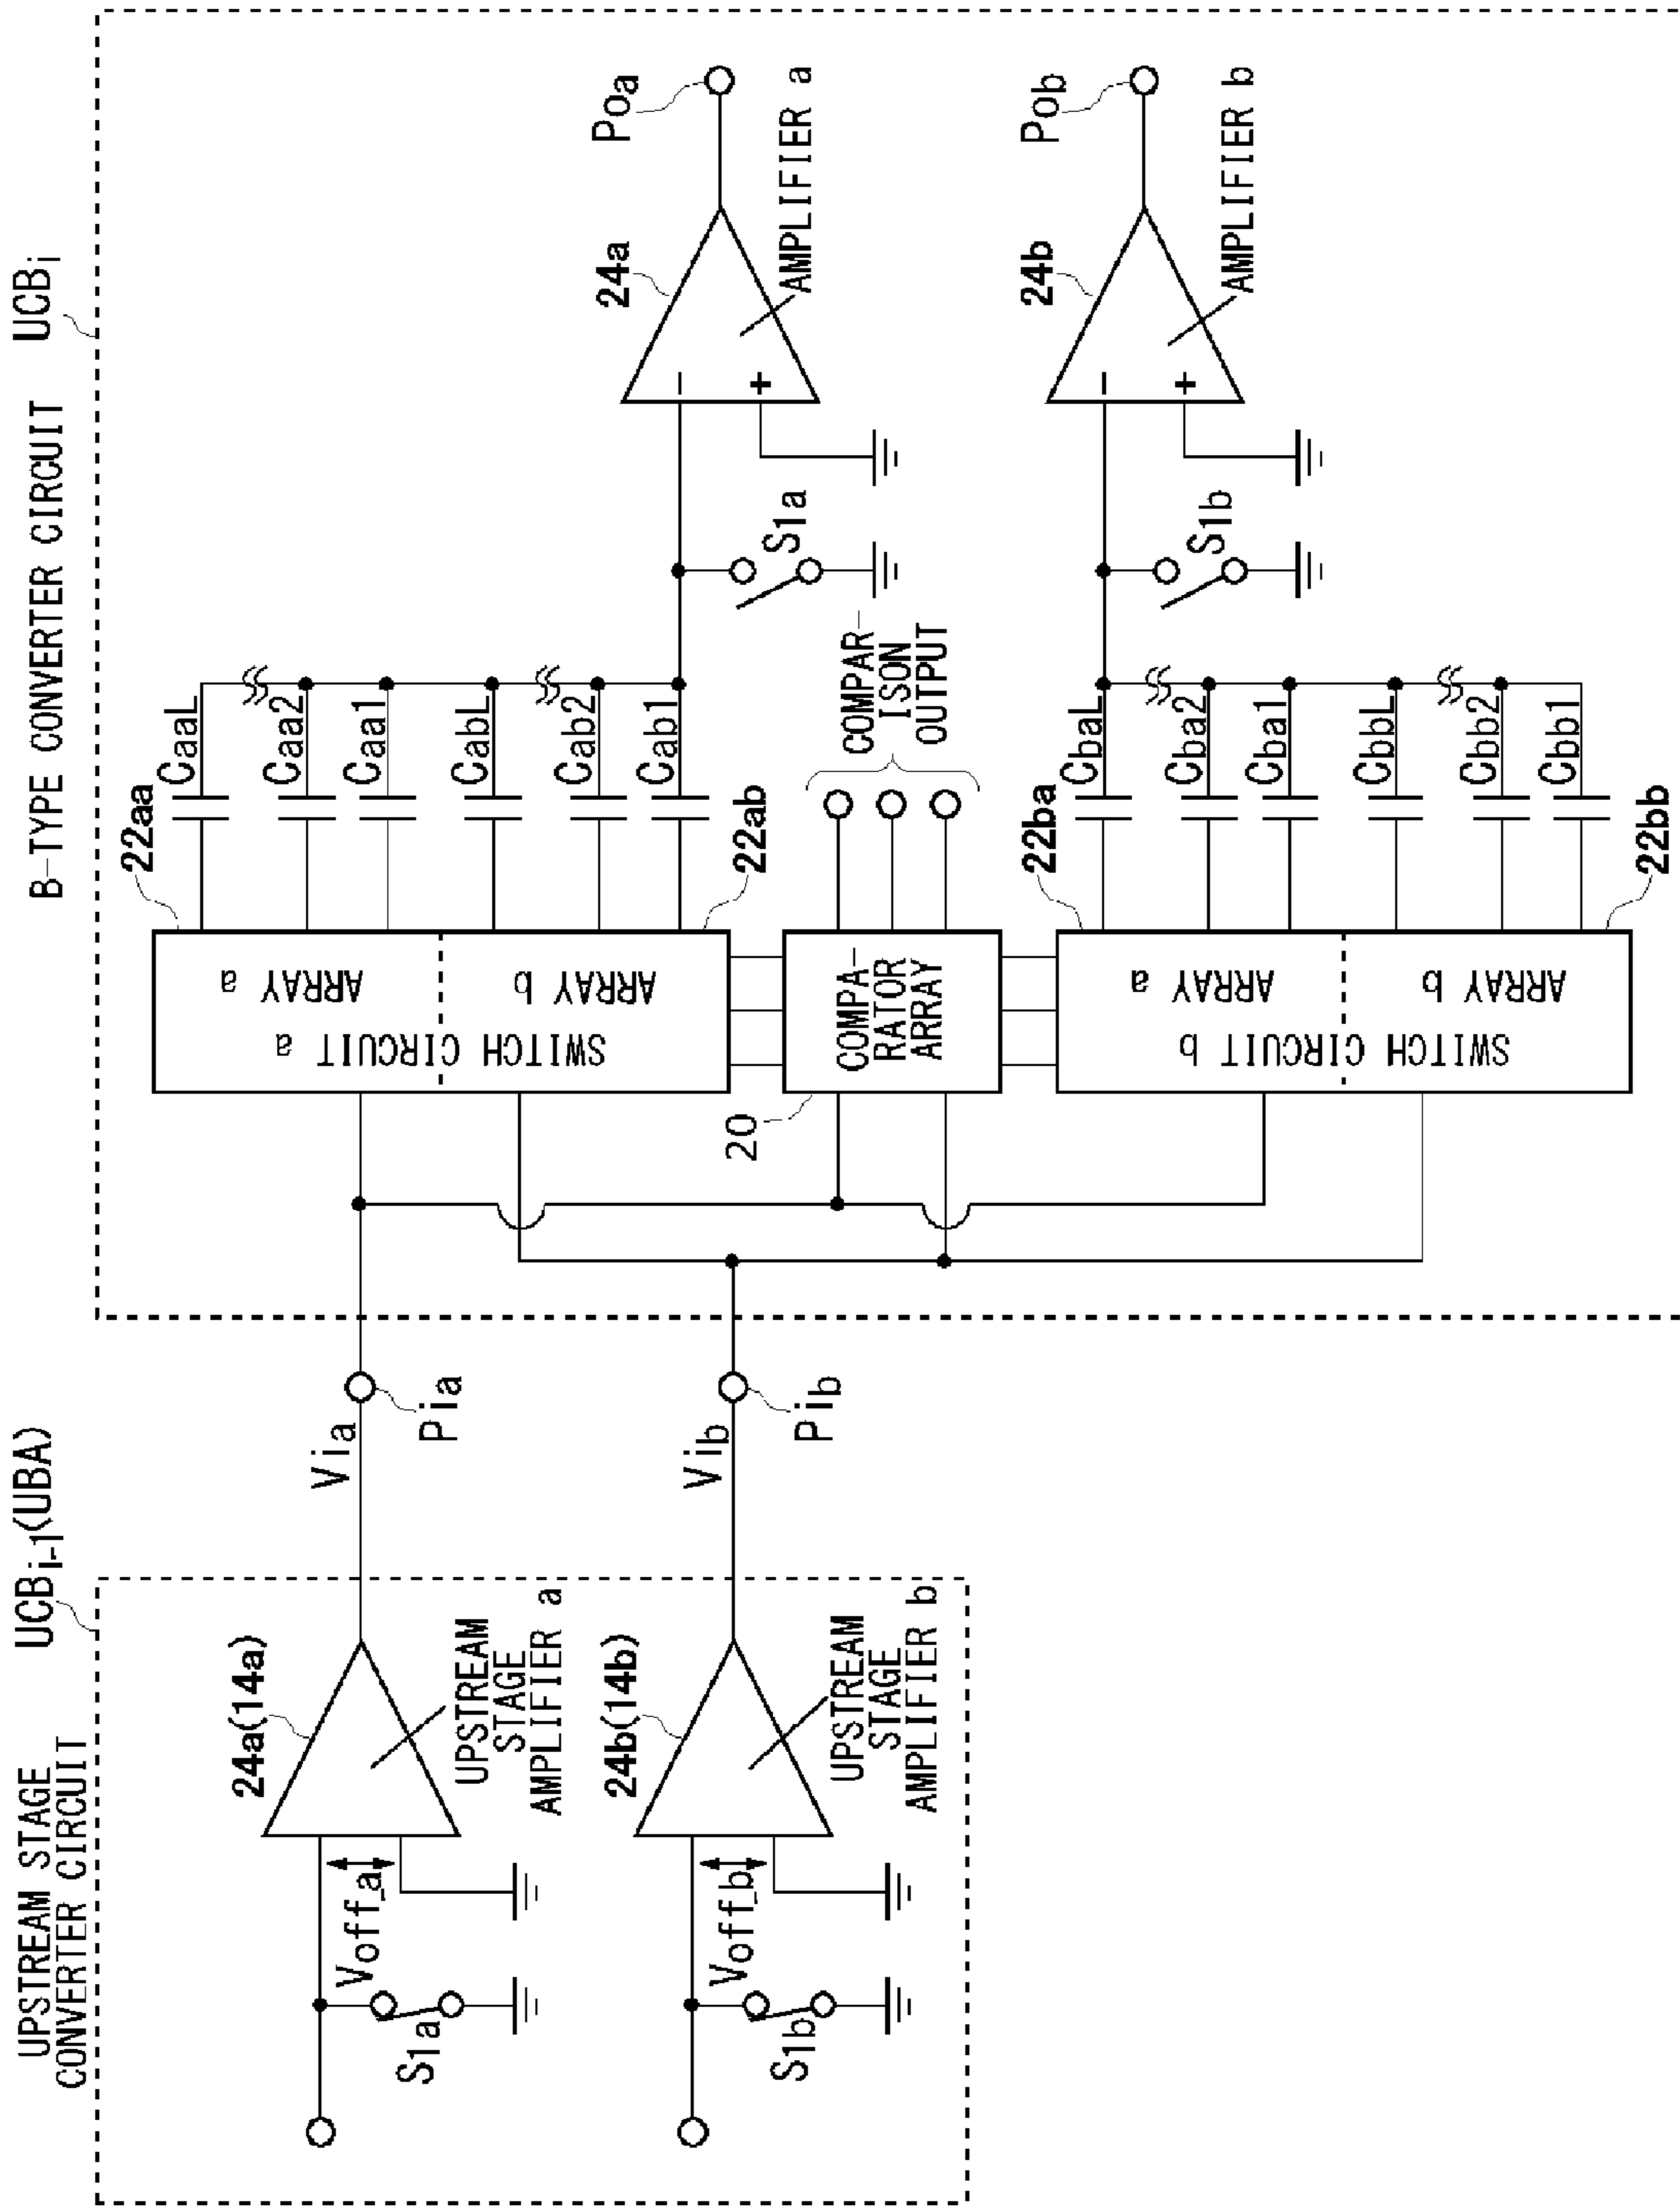 UPSTREAM STAGE
CONVERTER CIRCUIT
UCBi-1(UBA)
B-TYPE CONVERTER CIRCUIT UCBi
24a(14a)
Voff_a
S1a
UPSTREAM
STAGE
AMPLIFIER a
Via
Pia
24b(14b)
Voff_b
S1b
UPSTREAM
STAGE
AMPLIFIER b
Vib
Pib
22aa
ARRAY a
SWITCH CIRCUIT a
ARRAY b
22ab
CaaL
Caa2
Caa1
CabL
Cab2
Cab1
S1a
24a
-
+
AMPLIFIER a
Poa
20
COMPA-
RATOR
ARRAY
COMPAR-
ISON
OUTPUT
22ba
ARRAY a
SWITCH CIRCUIT b
ARRAY b
22bb
CbaL
Cba2
Cba1
CbbL
Cbb2
Cbb1
S1b
24b
-
+
AMPLIFIER b
Pob